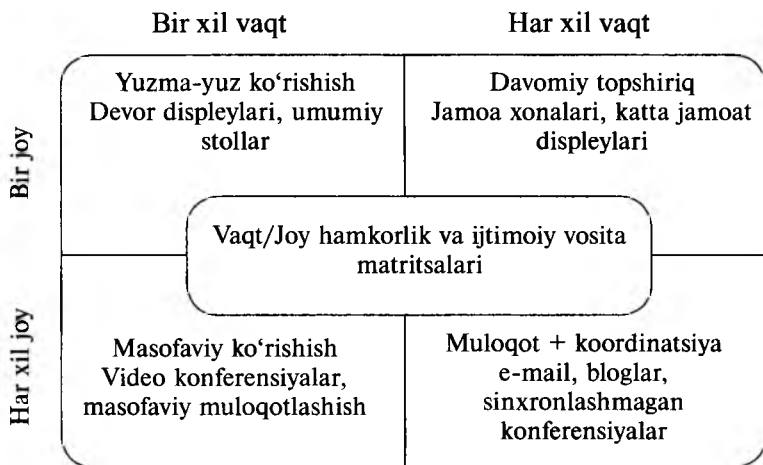 Bir xil vaqt
Har xil vaqt
Bir joy
Yuzma-yuz ko‘rishish
Devor displeylari, umumiy
stollar
Davomiy topshiriq
Jamoa xonalari, katta jamoat
displeylari
Vaqt/Joy hamkorlik va ijtimoiy vosita
matritsalari
Har xil joy
Masofaviy ko‘rishish
Video konferensiyalar,
masofaviy muloqotlashish
Muloqot + koordinatsiya
e-mail, bloglar,
sinxronlashmagan
konferensiyalar